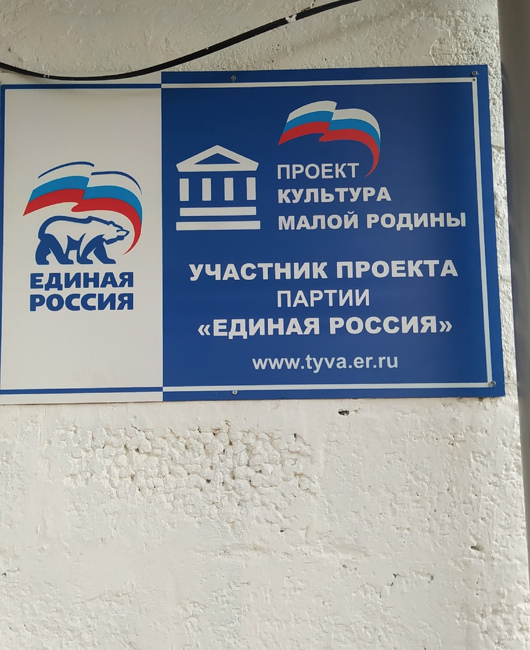 ЕДИНАЯ
РОССИЯ
ПРОЕКТ
КУЛЬТУРА
МАЛОЙ РОДИНЫ
УЧАСТНИК ПРОЕКТА
ПАРТИИ
«ЕДИНАЯ РОССИЯ»
www.tyva.er.ru